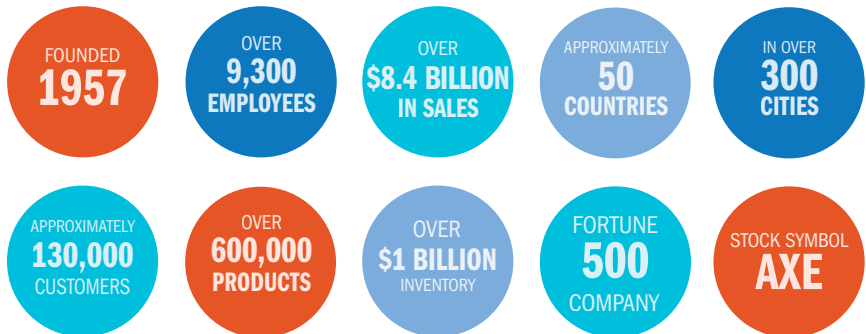 FOUNDED
1957
OVER
9,300
EMPLOYEES
OVER
$8.4 BILLION
IN SALES
APPROXIMATELY
50
COUNTRIES
IN OVER
300
CITIES
APPROXIMATELY
130,000
CUSTOMERS
OVER
600,000
PRODUCTS
OVER
$1 BILLION
INVENTORY
FORTUNE
500
COMPANY
STOCK SYMBOL
AXE